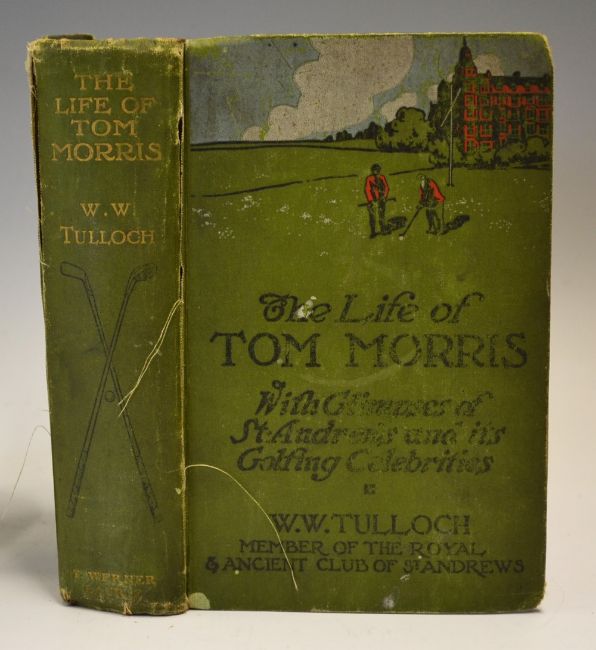 THE
LIFE OF
TOM
MORRIS
W. W.
TULLOCH
T. WERNER
The Life of
TOM MORRIS
With Glimpses of
St. Andrews and its
Golfing Celebrities
W.W. TULLOCH
MEMBER OF THE ROYAL
& ANCIENT CLUB OF ST ANDREWS